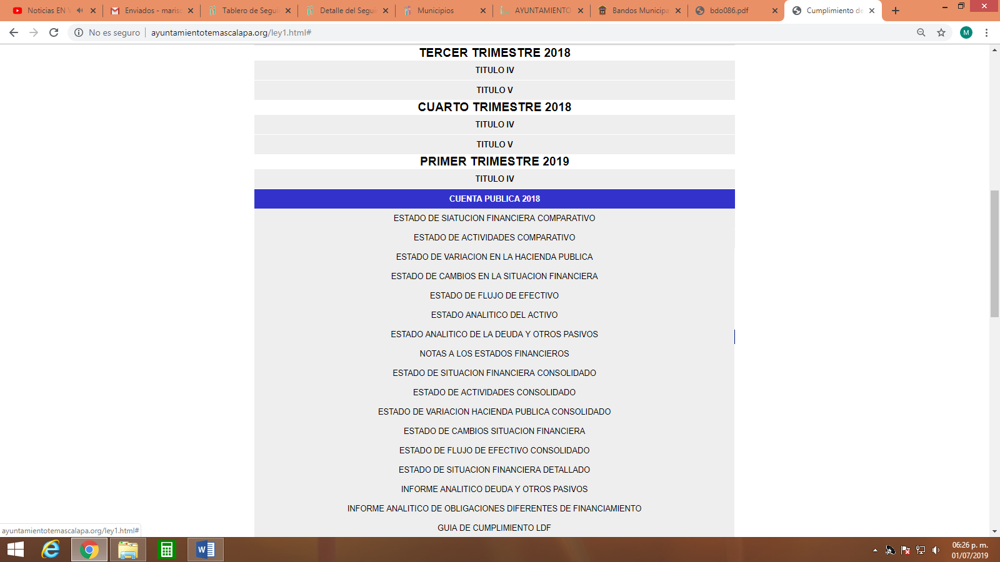 Noticias EN V
Enviados - marisc
Tablero de Segui
Detalle del Segui
Municipios
AYUNTAMIENTO
Bandos Municipa
bdo086.pdf
Cumplimiento de
No es seguro
ayuntamientotemascalapa.org/ley1.html#
M
TERCER TRIMESTRE 2018
TITULO IV
TITULO V
CUARTO TRIMESTRE 2018
TITULO IV
TITULO V
PRIMER TRIMESTRE 2019
TITULO IV
CUENTA PUBLICA 2018
ESTADO DE SIATUCION FINANCIERA COMPARATIVO
ESTADO DE ACTIVIDADES COMPARATIVO
ESTADO DE VARIACION EN LA HACIENDA PUBLICA
ESTADO DE CAMBIOS EN LA SITUACION FINANCIERA
ESTADO DE FLUJO DE EFECTIVO
ESTADO ANALITICO DEL ACTIVO
ESTADO ANALITICO DE LA DEUDA Y OTROS PASIVOS
NOTAS A LOS ESTADOS FINANCIEROS
ESTADO DE SITUACION FINANCIERA CONSOLIDADO
ESTADO DE ACTIVIDADES CONSOLIDADO
ESTADO DE VARIACION HACIENDA PUBLICA CONSOLIDADO
ESTADO DE CAMBIOS SITUACION FINANCIERA
ESTADO DE FLUJO DE EFECTIVO CONSOLIDADO
ESTADO DE SITUACION FINANCIERA DETALLADO
INFORME ANALITICO DEUDA Y OTROS PASIVOS
INFORME ANALITICO DE OBLIGACIONES DIFERENTES DE FINANCIAMIENTO
GUIA DE CUMPLIMIENTO LDF
ayuntamientotemascalapa.org/ley1.html#
06:26 p. m.
01/07/2019